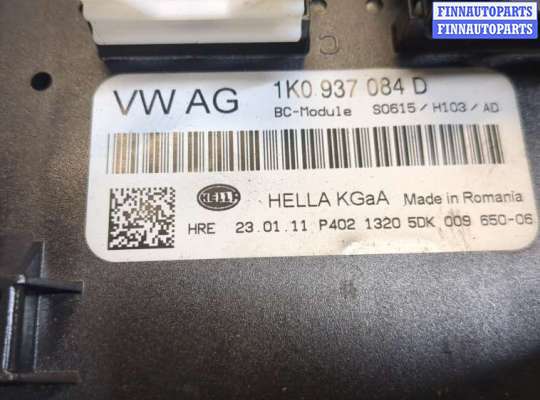 FINNAUTOPARTS
FINNAUTOPARTS
VW AG 1K0 937 084 D
BC-Module S0615/H103/AD
HELLA HELLA KGaA Made in Romania
HRE 23.01.11 P402 1320 5DK 009 650-06